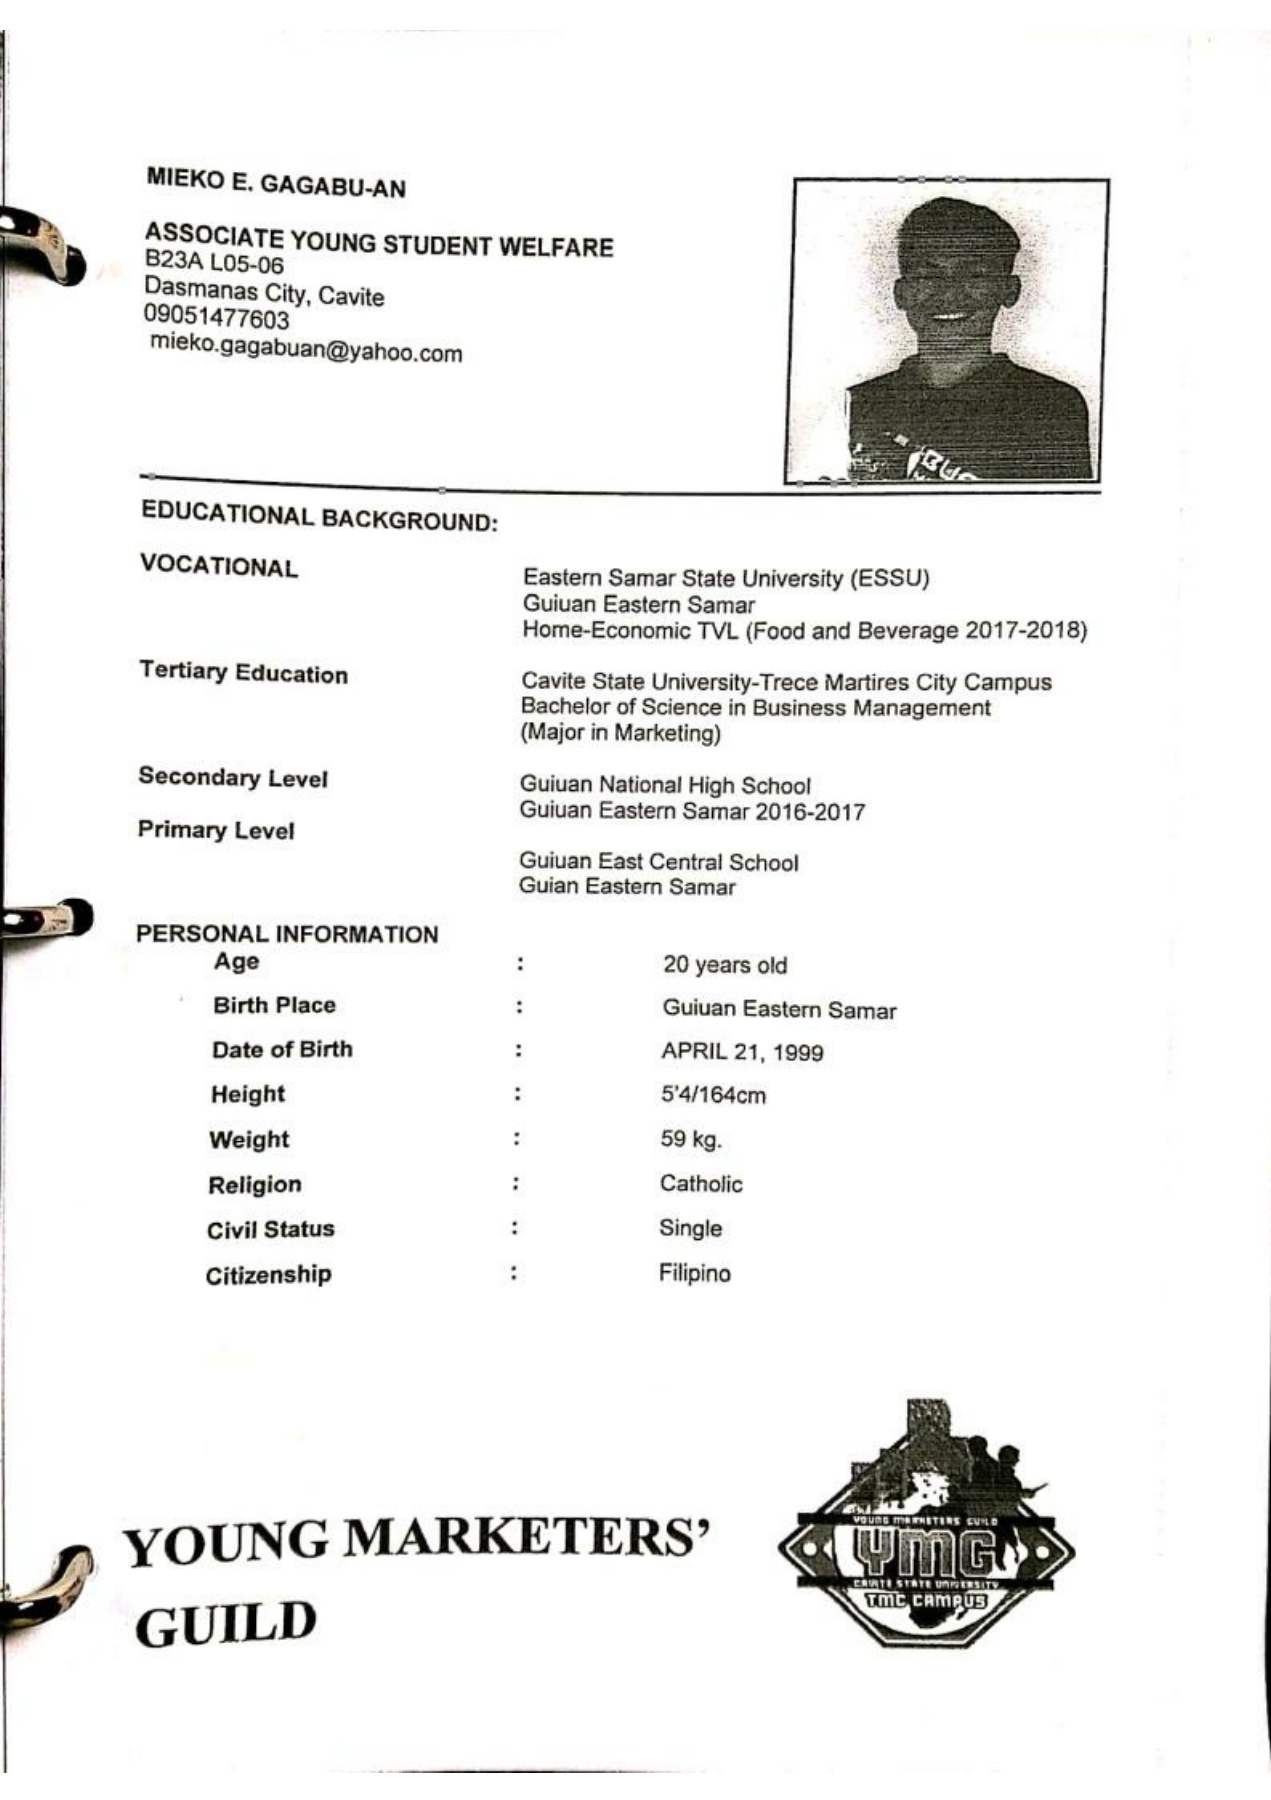 MIEKO E. GAGABU-AN
ASSOCIATE YOUNG STUDENT WELFARE
B23A L05-06
Dasmanas City, Cavite
09051477603
mieko.gagabuan@yahoo.com
EDUCATIONAL BACKGROUND:
VOCATIONAL
Eastern Samar State University (ESSU)
Guiuan Eastern Samar
Home-Economic TVL (Food and Beverage 2017-2018)
Tertiary Education
Cavite State University-Trece Martires City Campus
Bachelor of Science in Business Management
(Major in Marketing)
Secondary Level
Guiuan National High School
Guiuan Eastern Samar 2016-2017
Primary Level
Guiuan East Central School
Guian Eastern Samar
PERSONAL INFORMATION
Age : 20 years old
Birth Place : Guiuan Eastern Samar
Date of Birth : APRIL 21, 1999
Height : 5'4/164cm
Weight : 59 kg.
Religion : Catholic
Civil Status : Single
Citizenship : Filipino
YOUNG MARKETERS’
GUILD
YOUNG MARKETERS GUILD
YMG
CAVITE STATE UNIVERSITY
TMC CAMPUS